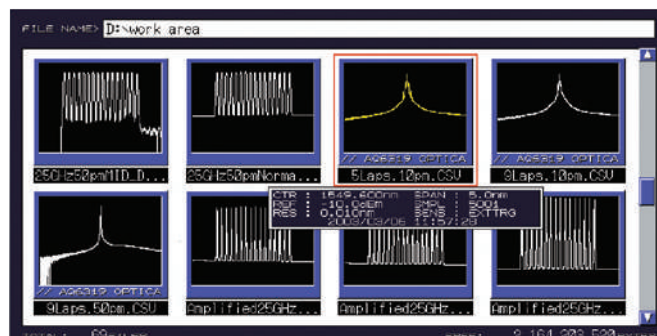 FILE NAME> D:\work area
25GHz50pmMID_D...
25GHz50pmNorma...
// AQ6319 OPTICA
5Laps.10pm.CSV
// AQ6319 OPTICA
9Laps.10pm.CSV
CTR : 1549.600nm SPAN : 5.0nm
REF : -10.0dBm SMPL : 5001
RES : 0.010nm SENS : EXTTRG
2003/03/06 11:57:29
// AQ6319 OPTICA
9Laps.50pm.CSV
Amplified25GHz...
Amplified25GHz...
Amplified25GHz...